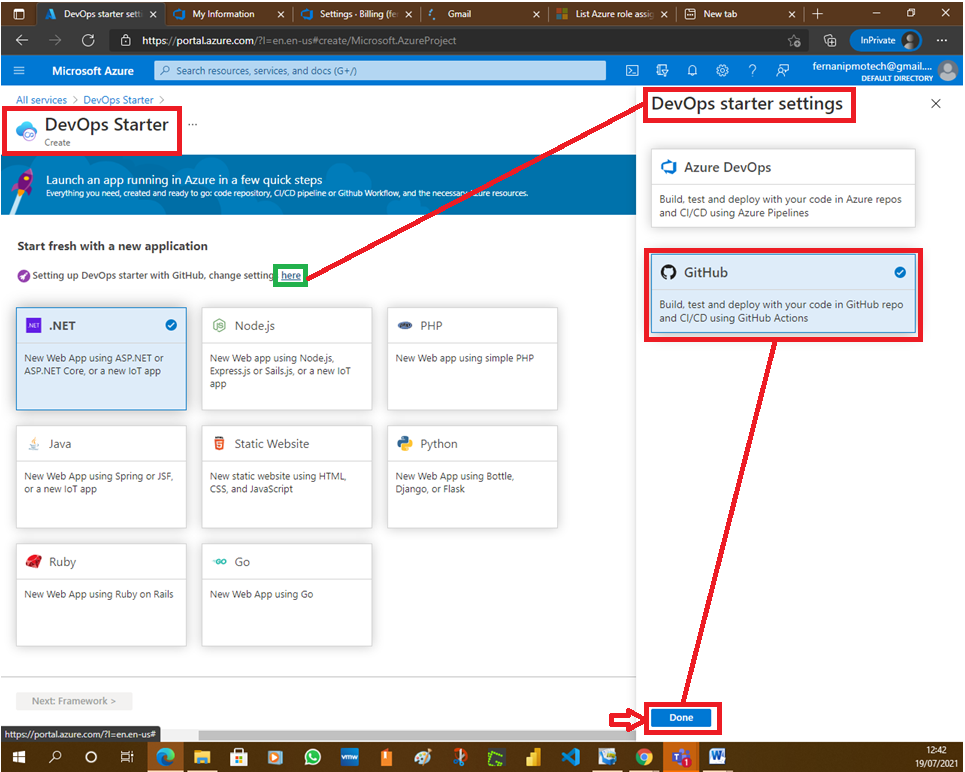 DevOps starter setti
My Information
Settings - Billing (fe
Gmail
List Azure role assig
New tab
https://portal.azure.com/?l=en.en-us#create/Microsoft.AzureProject
InPrivate
Microsoft Azure
Search resources, services, and docs (G+/)
fernanipmotech@gmail....
DEFAULT DIRECTORY
All services > DevOps Starter >
DevOps Starter ...
Create
Launch an app running in Azure in a few quick steps
Everything you need, created and ready to go: code repository, CI/CD pipeline or Github Workflow, and the necessary Azure resources.
Start fresh with a new application
Setting up DevOps starter with GitHub, change setting here
.NET
New Web App using ASP.NET or
ASP.NET Core, or a new IoT app
Node.js
New Web app using Node.js,
Express.js or Sails.js, or a new IoT
app
PHP
New Web app using simple PHP
Java
New Web App using Spring or JSF,
or a new IoT app
Static Website
New static website using HTML,
CSS, and JavaScript
Python
New Web App using Bottle,
Django, or Flask
Ruby
New Web App using Ruby on Rails
Go
New Web App using Go
Next: Framework >
DevOps starter settings
Azure DevOps
Build, test and deploy with your code in Azure repos
and CI/CD using Azure Pipelines
GitHub
Build, test and deploy with your code in GitHub repo
and CI/CD using GitHub Actions
Done
https://portal.azure.com/?l=en.en-us#
12:42
19/07/2021